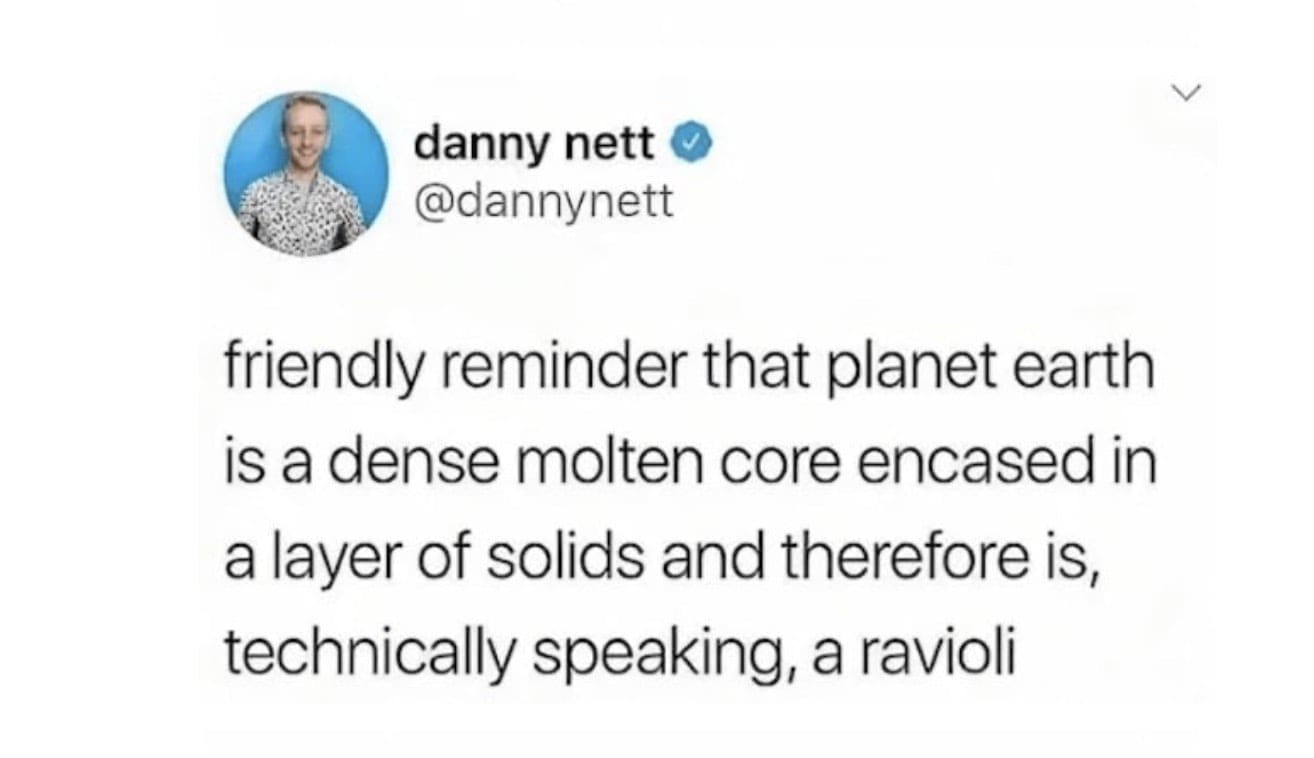 danny nett
@dannynett
friendly reminder that planet earth
is a dense molten core encased in
a layer of solids and therefore is,
technically speaking, a ravioli